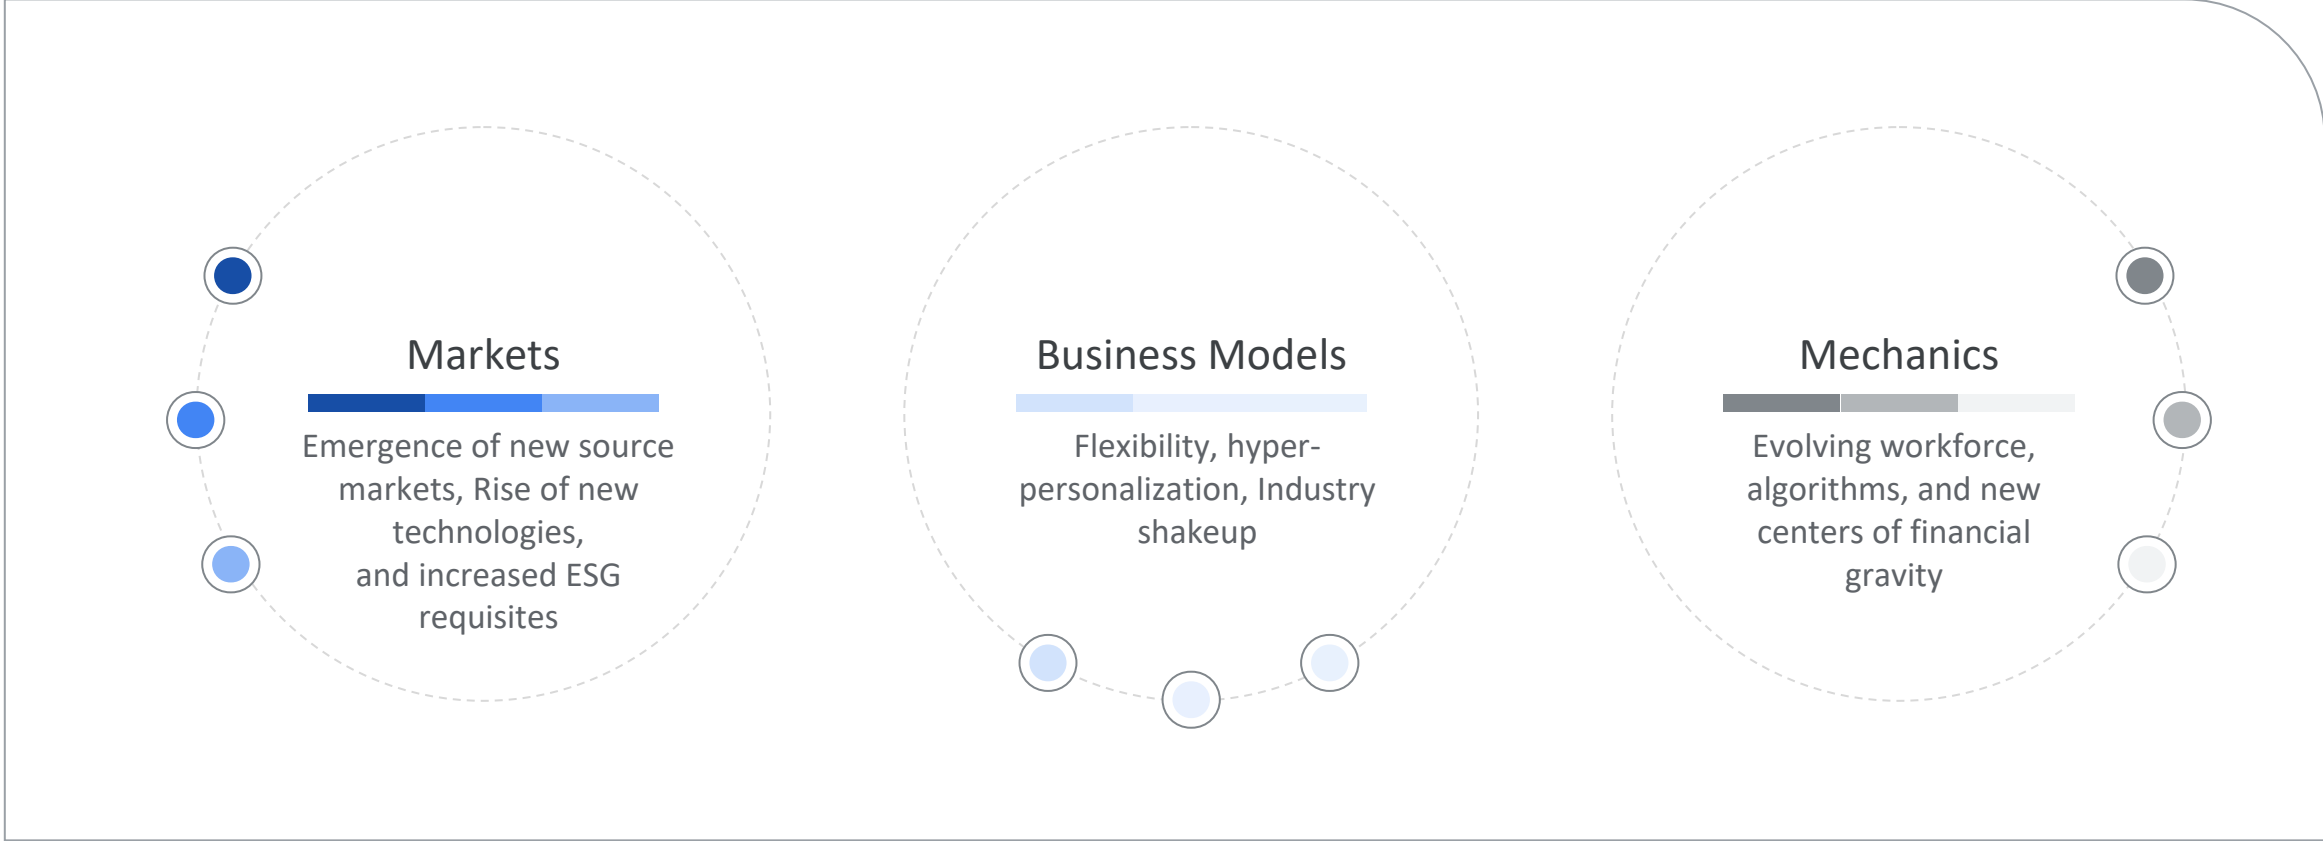 Markets
Emergence of new source
markets, Rise of new
technologies,
and increased ESG
requisites
Business Models
Flexibility, hyper-
personalization, Industry
shakeup
Mechanics
Evolving workforce,
algorithms, and new
centers of financial
gravity